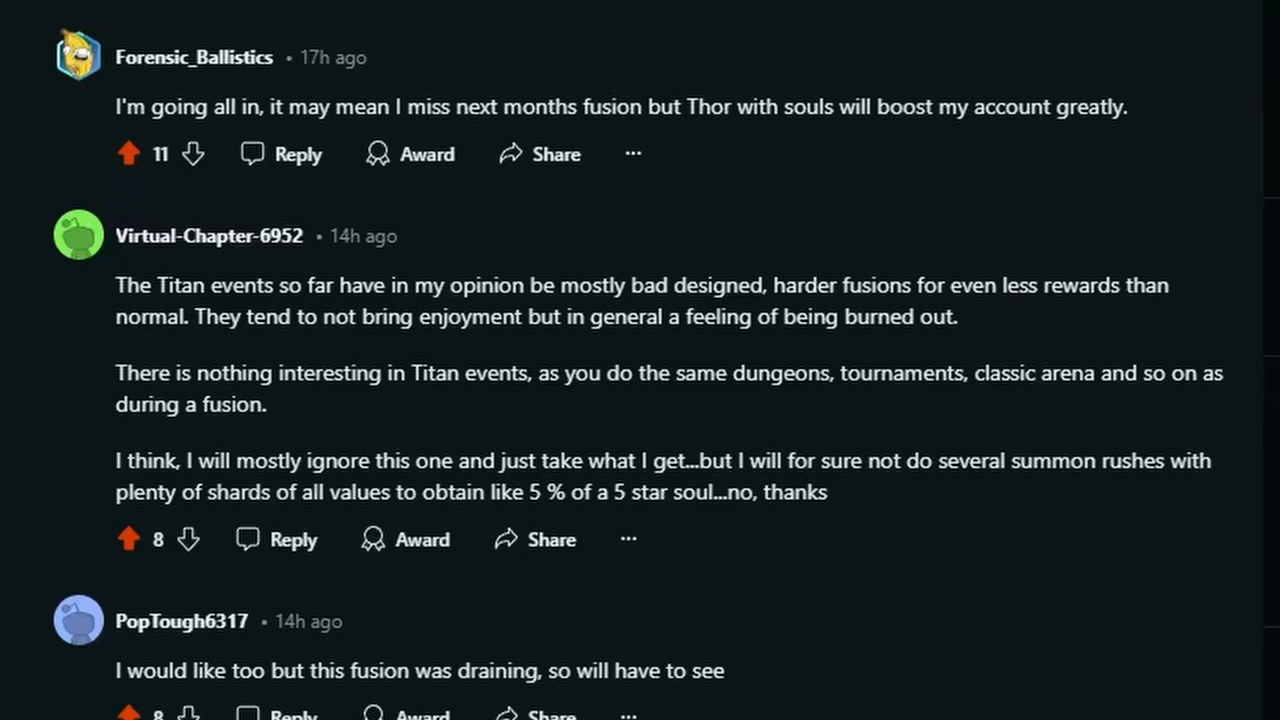 Forensic_Ballistics • 17h ago
I'm going all in, it may mean I miss next months fusion but Thor with souls will boost my account greatly.
11 Reply Award Share ...
Virtual-Chapter-6952 • 14h ago
The Titan events so far have in my opinion be mostly bad designed, harder fusions for even less rewards than
normal. They tend to not bring enjoyment but in general a feeling of being burned out.
There is nothing interesting in Titan events, as you do the same dungeons, tournaments, classic arena and so on as
during a fusion.
I think, I will mostly ignore this one and just take what I get...but I will for sure not do several summon rushes with
plenty of shards of all values to obtain like 5 % of a 5 star soul...no, thanks
8 Reply Award Share ...
PopTough6317 • 14h ago
I would like too but this fusion was draining, so will have to see
8 Reply Award Share ...